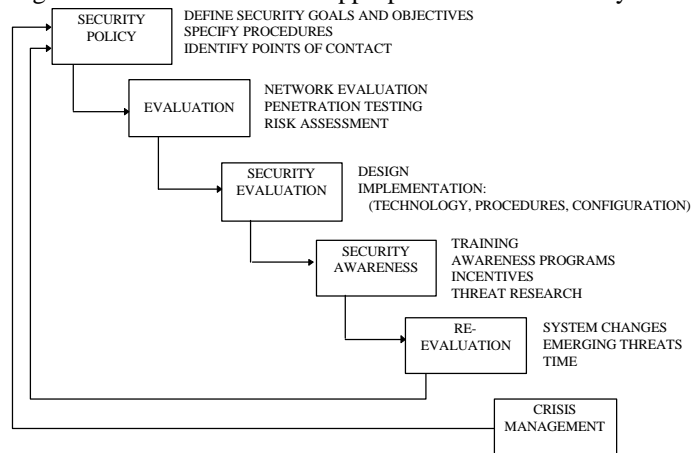 SECURITY
POLICY
DEFINE SECURITY GOALS AND OBJECTIVES
SPECIFY PROCEDURES
IDENTIFY POINTS OF CONTACT
EVALUATION
NETWORK EVALUATION
PENETRATION TESTING
RISK ASSESSMENT
SECURITY
EVALUATION
DESIGN
IMPLEMENTATION:
(TECHNOLOGY, PROCEDURES, CONFIGURATION)
SECURITY
AWARENESS
TRAINING
AWARENESS PROGRAMS
INCENTIVES
THREAT RESEARCH
RE-
EVALUATION
SYSTEM CHANGES
EMERGING THREATS
TIME
CRISIS
MANAGEMENT